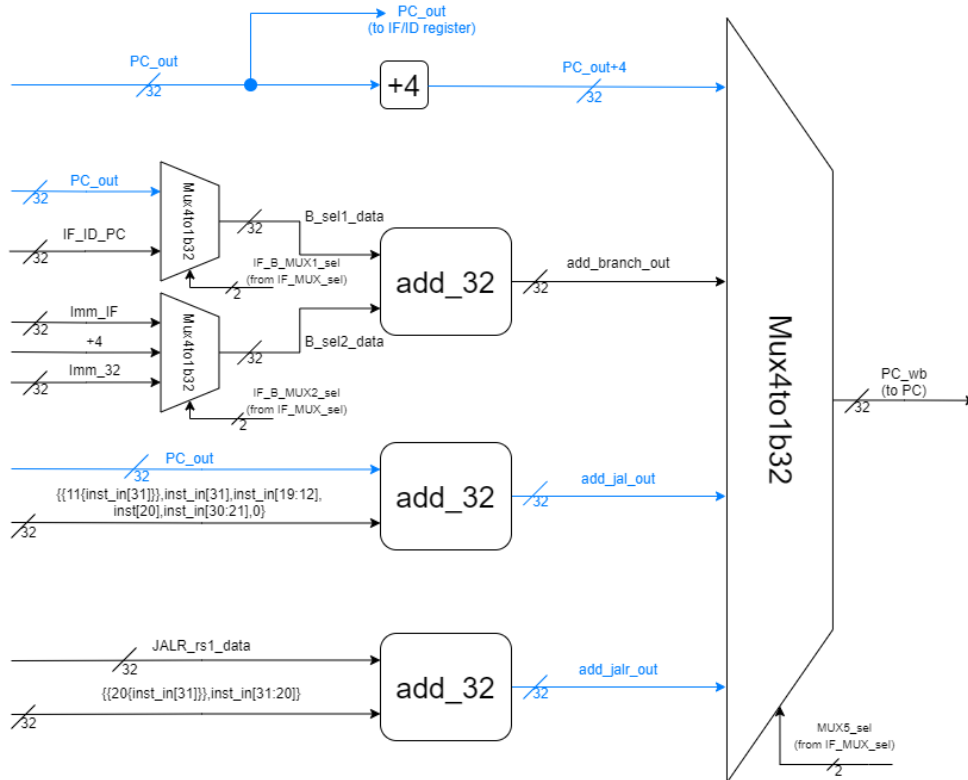 PC_out
(to IF/ID register)
PC_out
32
+4
PC_out+4
32
PC_out
32
IF_ID_PC
32
Mux4to1b32
32
B_sel1_data
IF_B_MUX1_sel
(from IF_MUX_sel)
2
Imm_IF
32
+4
Imm_32
32
Mux4to1b32
32
B_sel2_data
IF_B_MUX2_sel
(from IF_MUX_sel)
2
add_32
add_branch_out
32
PC_out
32
{{11{inst_in[31]}},inst_in[31],inst_in[19:12],
inst[20],inst_in[30:21],0}
32
add_32
add_jal_out
32
JALR_rs1_data
32
{{20{inst_in[31]}},inst_in[31:20]}
32
add_32
add_jalr_out
32
Mux4to1b32
PC_wb
(to PC)
32
MUX5_sel
(from IF_MUX_sel)
2